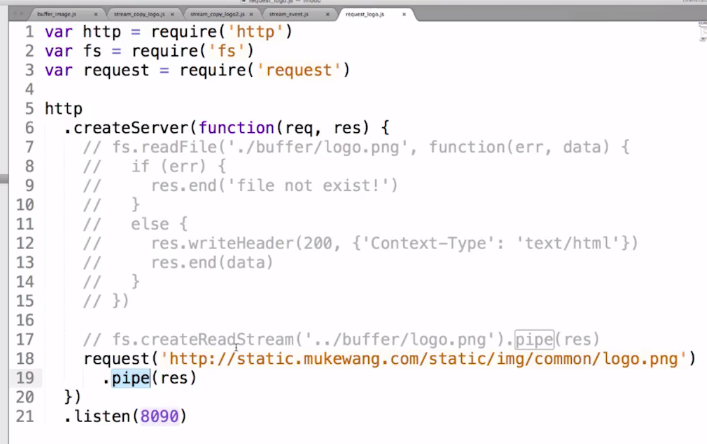 buffer_image.js stream_copy_logo.js stream_copy_logo2.js stream_event.js request_logo.js
1 var http = require('http')
2 var fs = require('fs')
3 var request = require('request')
4
5 http
6 .createServer(function(req, res) {
7 // fs.readFile('./buffer/logo.png', function(err, data) {
8 // if (err) {
9 // res.end('file not exist!')
10 // }
11 // else {
12 // res.writeHeader(200, {'Context-Type': 'text/html'})
13 // res.end(data)
14 // }
15 // })
16
17 // fs.createReadStream('../buffer/logo.png').pipe(res)
18 request('http://static.mukewang.com/static/img/common/logo.png')
19 .pipe(res)
20 })
21 .listen(8090)